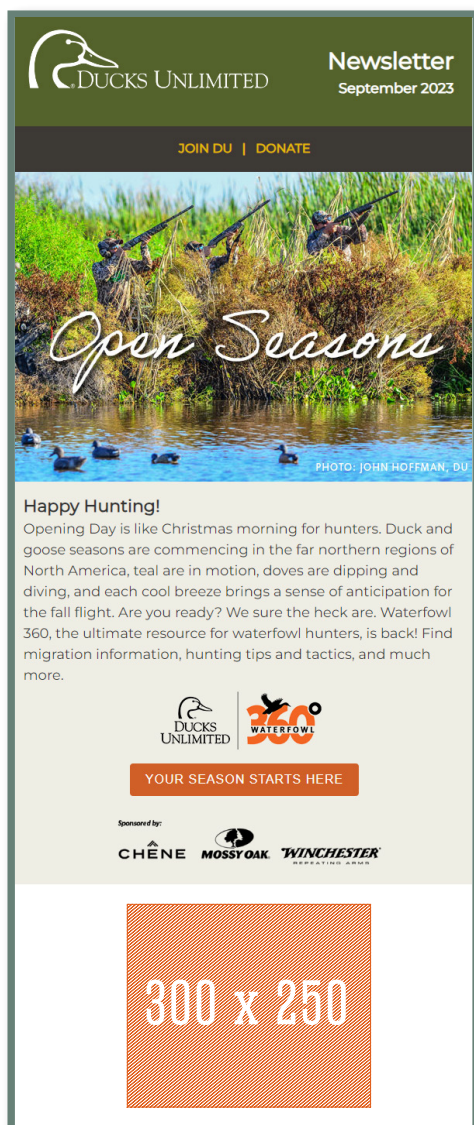 Newsletter
DUCKS UNLIMITED
September 2023
JOIN DU | DONATE
Open Seasons
PHOTO: JOHN HOFFMAN, DU
Happy Hunting!
Opening Day is like Christmas morning for hunters. Duck and
goose seasons are commencing in the far northern regions of
North America, teal are in motion, doves are dipping and
diving, and each cool breeze brings a sense of anticipation for
the fall flight. Are you ready? We sure the heck are. Waterfowl
360, the ultimate resource for waterfowl hunters, is back! Find
migration information, hunting tips and tactics, and much
more.
DUCKS
UNLIMITED
360°
WATERFOWL
YOUR SEASON STARTS HERE
Sponsored by:
CHÊNE MOSSY OAK. WINCHESTER
REPEATING ARMS
300 x 250